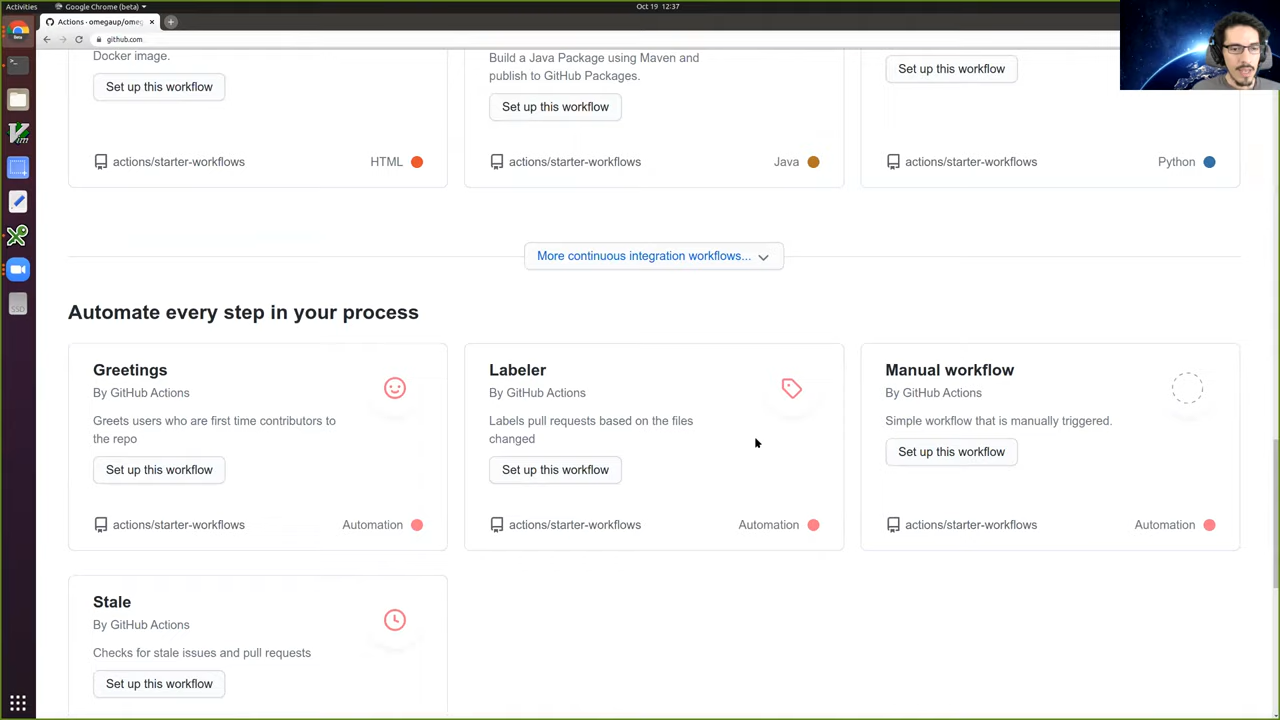 Activities
Google Chrome (beta)
Oct 19 12:37
Actions · omegaup/omeg
github.com
Docker image.
Set up this workflow
actions/starter-workflows
HTML
Build a Java Package using Maven and
publish to GitHub Packages.
Set up this workflow
actions/starter-workflows
Java
Set up this workflow
actions/starter-workflows
Python
More continuous integration workflows...
Automate every step in your process
Greetings
By GitHub Actions
Greets users who are first time contributors to
the repo
Set up this workflow
actions/starter-workflows
Automation
Labeler
By GitHub Actions
Labels pull requests based on the files
changed
Set up this workflow
actions/starter-workflows
Automation
Manual workflow
By GitHub Actions
Simple workflow that is manually triggered.
Set up this workflow
actions/starter-workflows
Automation
Stale
By GitHub Actions
Checks for stale issues and pull requests
Set up this workflow